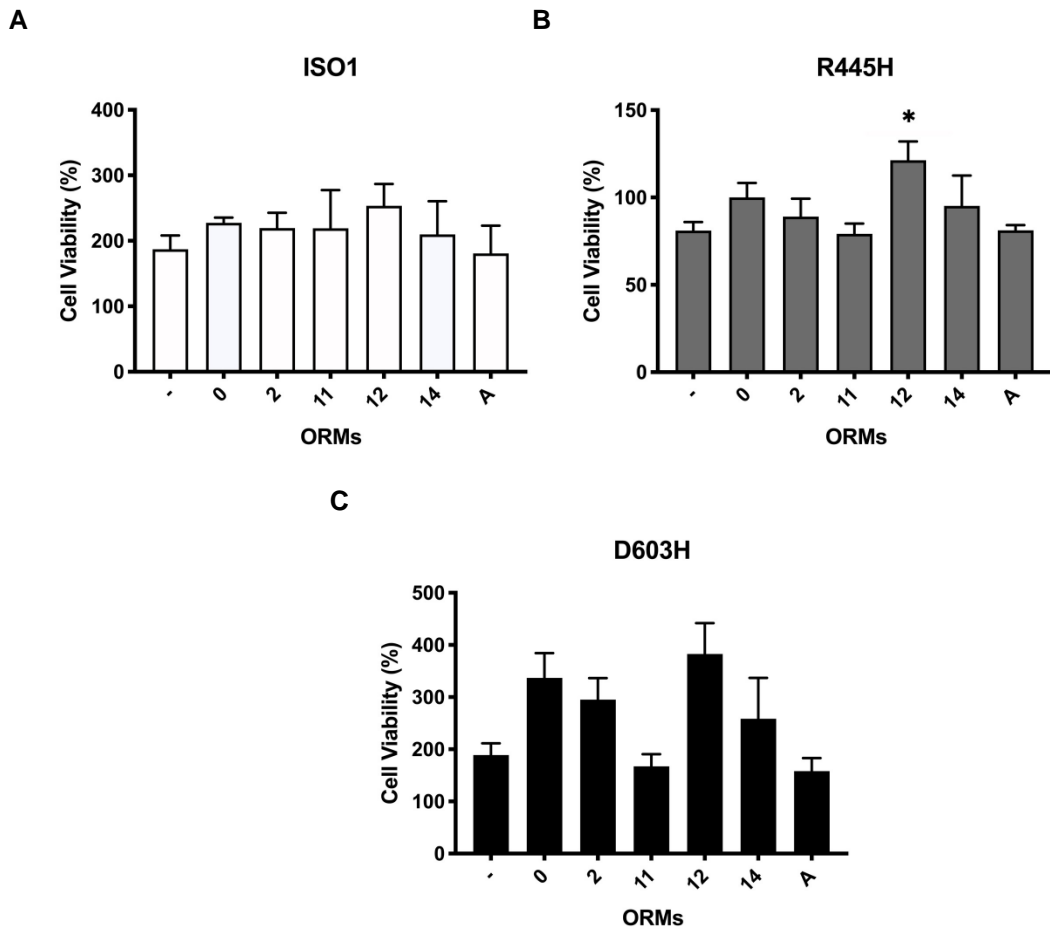 A
ISO1
Cell Viability (%)
400
300
200
100
0
- 0 2 11 12 14 A
ORMs
B
R445H
Cell Viability (%)
150
100
50
0
*
- 0 2 11 12 14 A
ORMs
C
D603H
Cell Viability (%)
500
400
300
200
100
0
- 0 2 11 12 14 A
ORMs